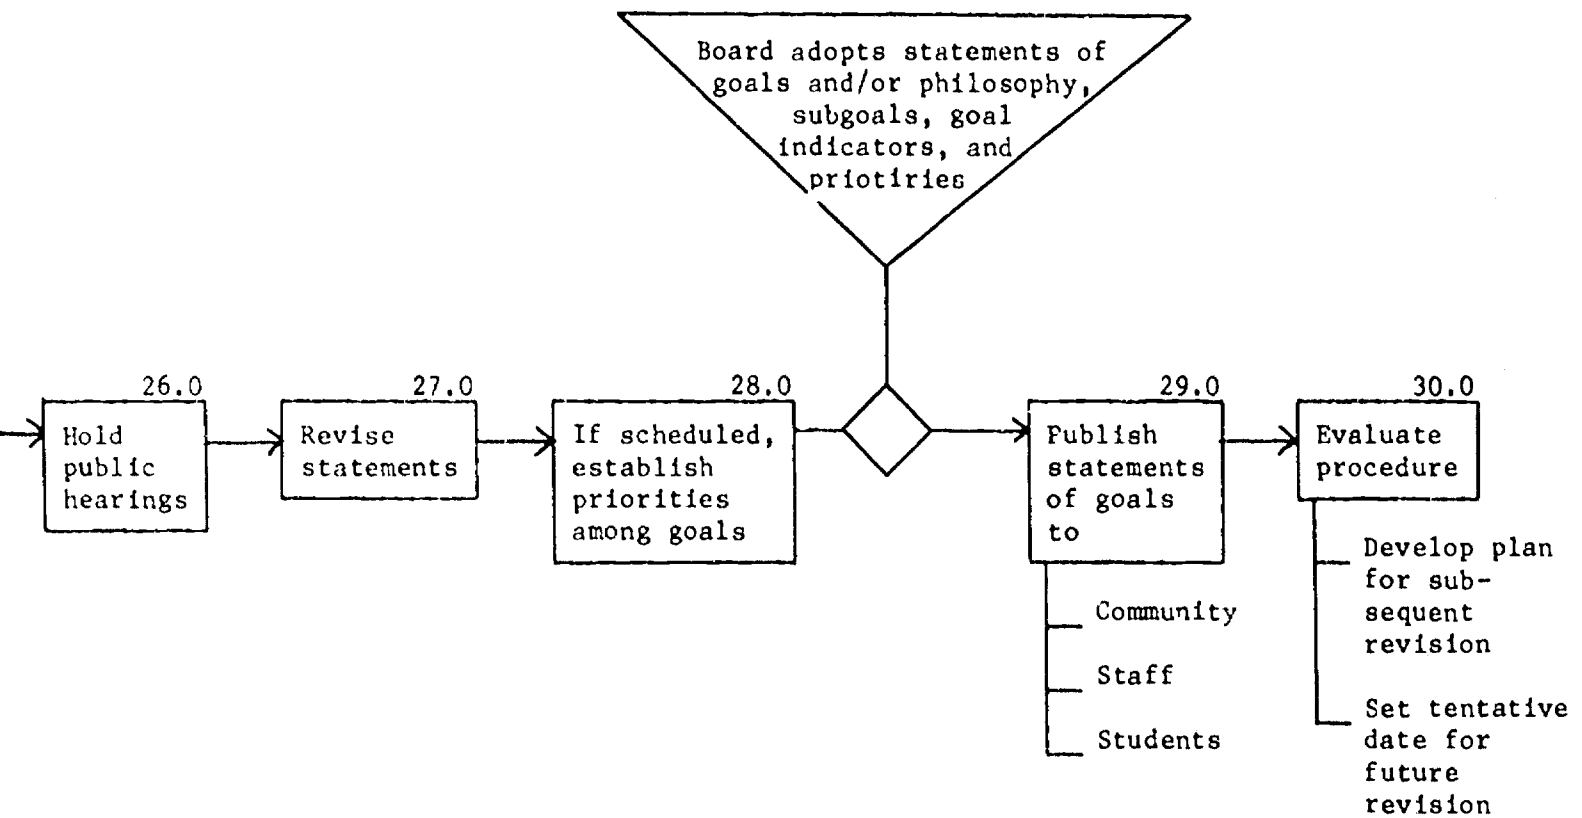 Board adopts statements of
goals and/or philosophy,
subgoals, goal
indicators, and
priotiries
26.0
Hold
public
hearings
27.0
Revise
statements
28.0
If scheduled,
establish
priorities
among goals
29.0
Publish
statements
of goals
to
Community
Staff
Students
30.0
Evaluate
procedure
Develop plan
for sub-
sequent
revision
Set tentative
date for
future
revision